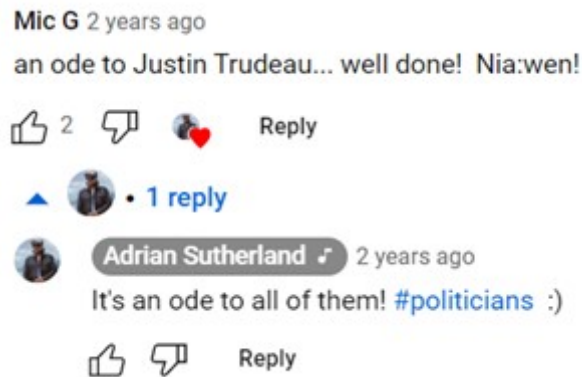 Mic G 2 years ago
an ode to Justin Trudeau... well done!  Nia:wen!
2 Reply
• 1 reply
Adrian Sutherland ♪ 2 years ago
It's an ode to all of them! #politicians  :)
Reply